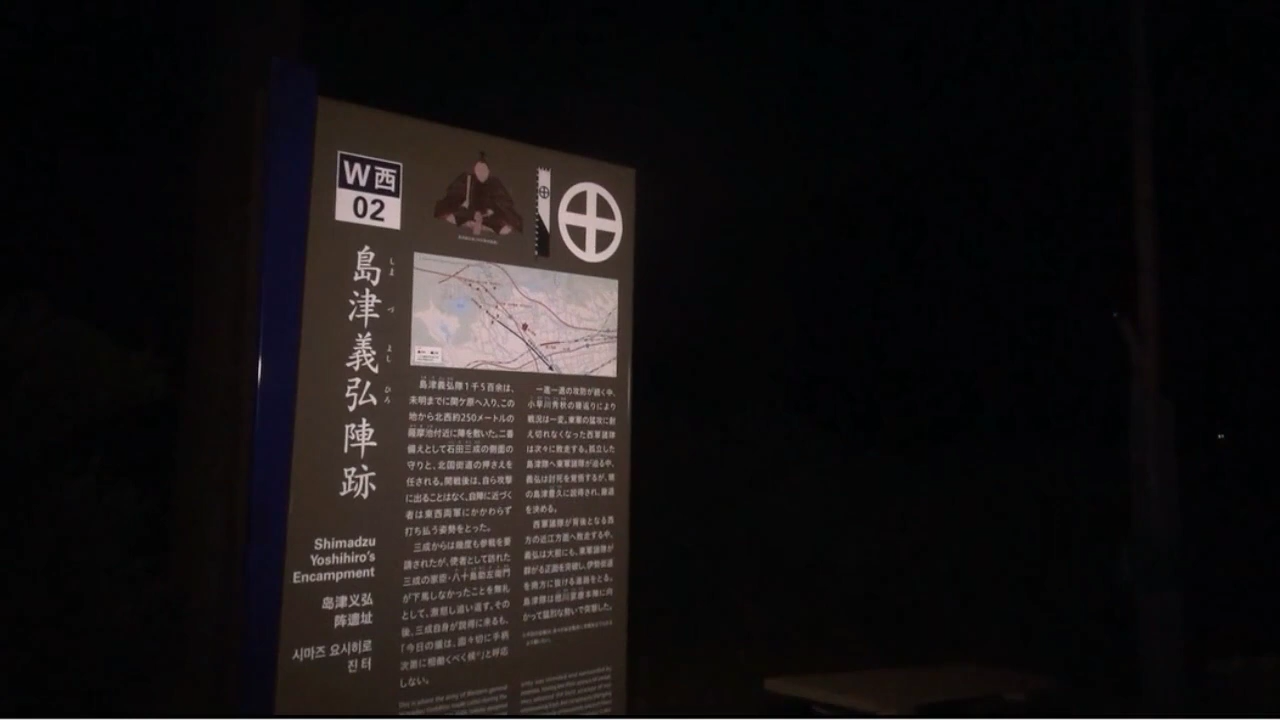 W西
02
島津義弘陣跡
しま づ よし ひろ
Shimadzu
Yoshihiro's
Encampment
岛津义弘
阵遗址
시마즈 요시히로
진 터
島津義弘隊1千5百余は、
未明までに関ケ原へ入り、この
地から北西約250メートルの
薩摩池付近に陣を敷いた。二番
備えとして石田三成の側面の
守りと、北国街道の押さえを
任される。開戦後は、自ら攻撃
に出ることはなく、自陣に近づく
者は東西両軍にかかわらず
打ち払う姿勢をとった。
三成からは幾度も参戦を要
請されたが、使者として訪れた
三成の家臣・八十島助左衛門
が下馬しなかったことを無礼
として、激怒し追い返す。その
後、三成自身が説得に来るも、
「今日の儀は、面々切に手柄
次第に相働くべく候」と呼応
しない。
一進一退の攻防が続く中、
小早川秀秋の寝返りにより
戦況は一変。東軍の猛攻に耐
え切れなくなった西軍諸隊
は次々に敗走する。孤立した
島津隊へ東軍諸隊が迫る中、
義弘は討死を覚悟するが、甥
の島津豊久に説得され、撤退
を決める。
西軍諸隊が背後となる西
方の近江方面へ敗走する中、
義弘は大胆にも、東軍諸隊が
群がる正面を突破し、伊勢街道
を南方に抜ける退路をとる。
島津隊は徳川家康本陣に向
かって猛烈な勢いで突撃した。